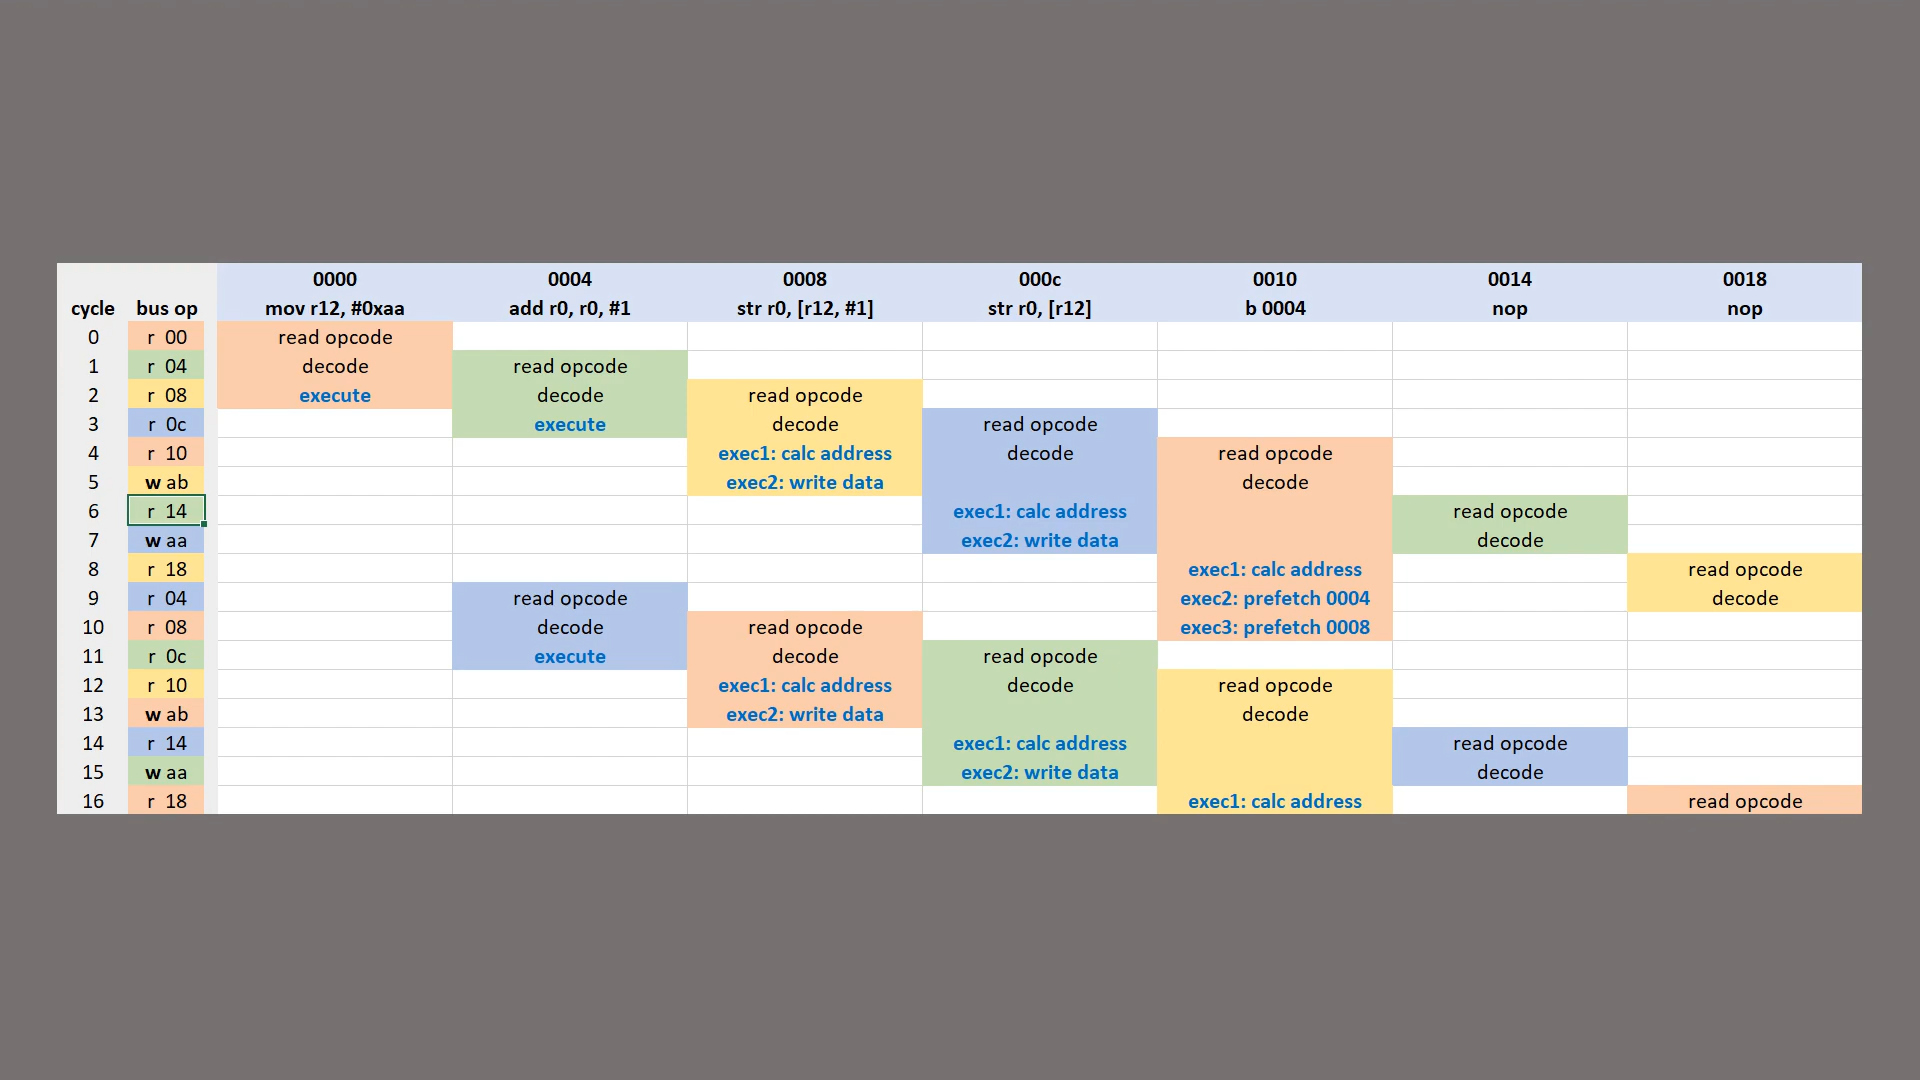 0000 0004 0008 000c 0010 0014 0018
cycle bus op mov r12, #0xaa add r0, r0, #1 str r0, [r12, #1] str r0, [r12] b 0004 nop nop
0 r 00 read opcode
1 r 04 decode read opcode
2 r 08 execute decode read opcode
3 r 0c execute decode read opcode
4 r 10 exec1: calc address decode read opcode
5 w ab exec2: write data decode
6 r 14 exec1: calc address read opcode
7 w aa exec2: write data decode
8 r 18 exec1: calc address read opcode
9 r 04 read opcode exec2: prefetch 0004 decode
10 r 08 decode read opcode exec3: prefetch 0008
11 r 0c execute decode read opcode
12 r 10 exec1: calc address decode read opcode
13 w ab exec2: write data decode
14 r 14 exec1: calc address read opcode
15 w aa exec2: write data decode
16 r 18 exec1: calc address read opcode